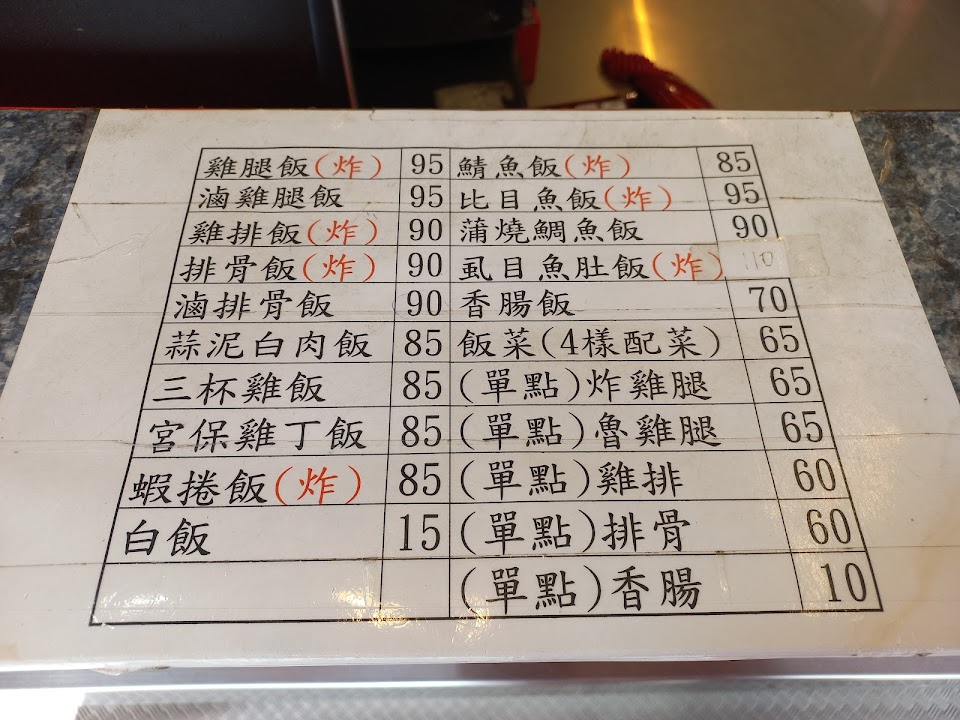 雞腿飯(炸) 95 鯖魚飯(炸) 85
滷雞腿飯 95 比目魚飯(炸) 95
雞排飯(炸) 90 蒲燒鯛魚飯 90
排骨飯(炸) 90 虱目魚肚飯(炸) 110
滷排骨飯 90 香腸飯 70
蒜泥白肉飯 85 飯菜(4樣配菜) 65
三杯雞飯 85 (單點)炸雞腿 65
宮保雞丁飯 85 (單點)魯雞腿 65
蝦捲飯(炸) 85 (單點)雞排 60
白飯 15 (單點)排骨 60
(單點)香腸 10